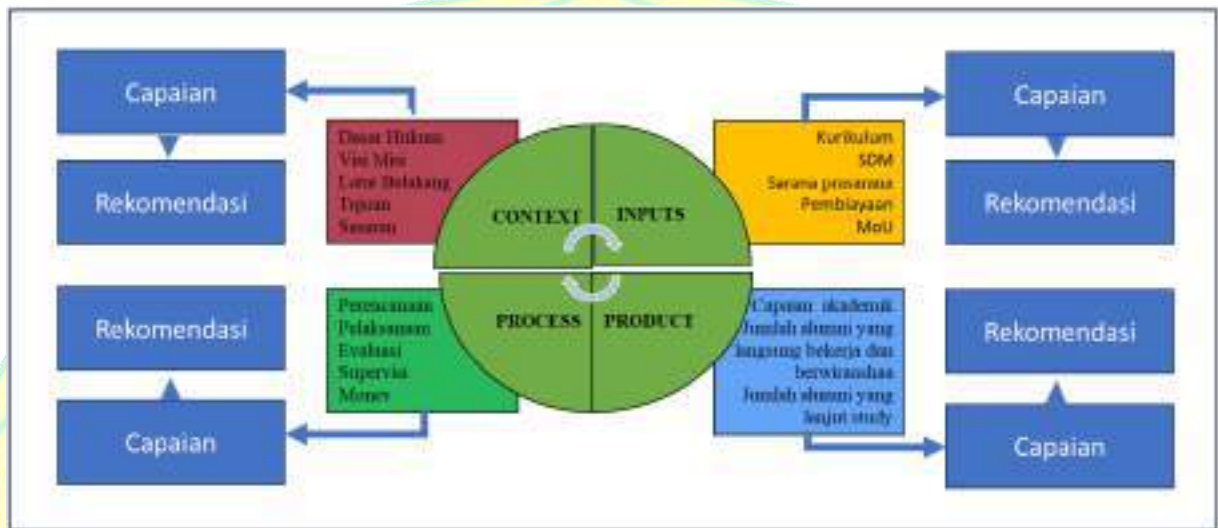 Capaian
Rekomendasi
Dasar Hukum
Visi Misi
Latar Belakang
Tujuan
Sasaran
CONTEXT
INPUTS
Kurikulum
SDM
Sarana prasarana
Pembiayaan
MoU
Capaian
Rekomendasi
Rekomendasi
Capaian
Perencanaan
Pelaksanaan
Evaluasi
Supervisi
Monev
PROCESS
PRODUCT
Capaian akademik
Jumlah alumni yang
langsung bekerja dan
Jumlah alumni yang
lanjut study
Rekomendasi
Capaian